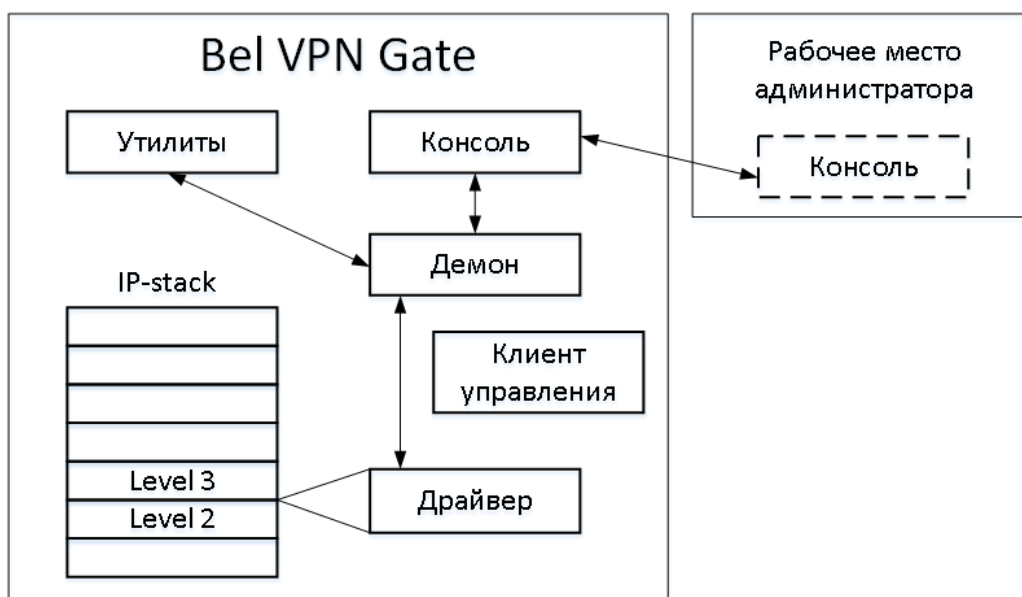 Bel VPN Gate
Рабочее место
администратора
Утилиты
Консоль
Консоль
Демон
IP-stack
Клиент
управления
Level 3
Level 2
Драйвер